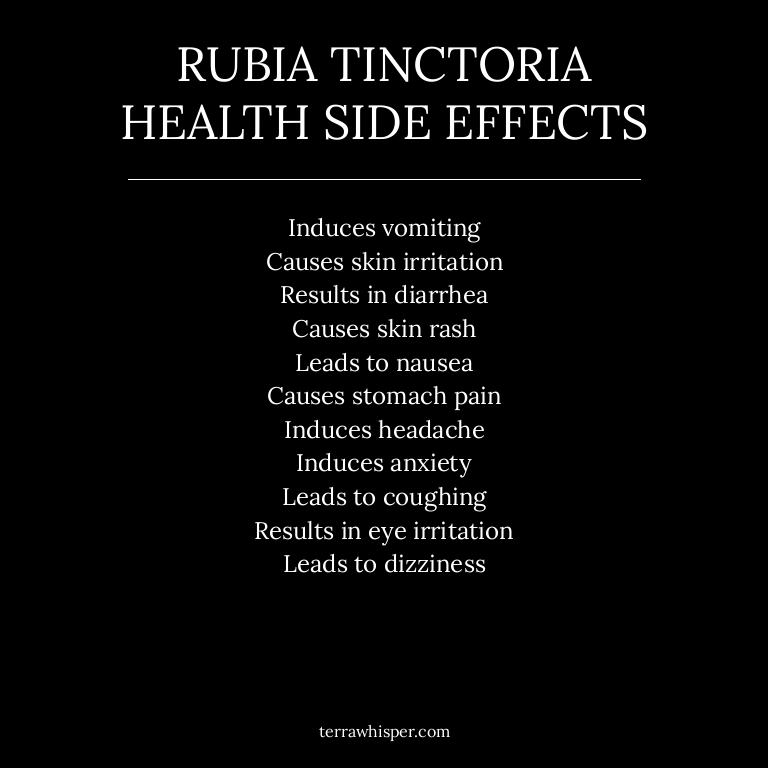 RUBIA TINCTORIA
HEALTH SIDE EFFECTS
Induces vomiting
Causes skin irritation
Results in diarrhea
Causes skin rash
Leads to nausea
Causes stomach pain
Induces headache
Induces anxiety
Leads to coughing
Results in eye irritation
Leads to dizziness
terrawhisper.com